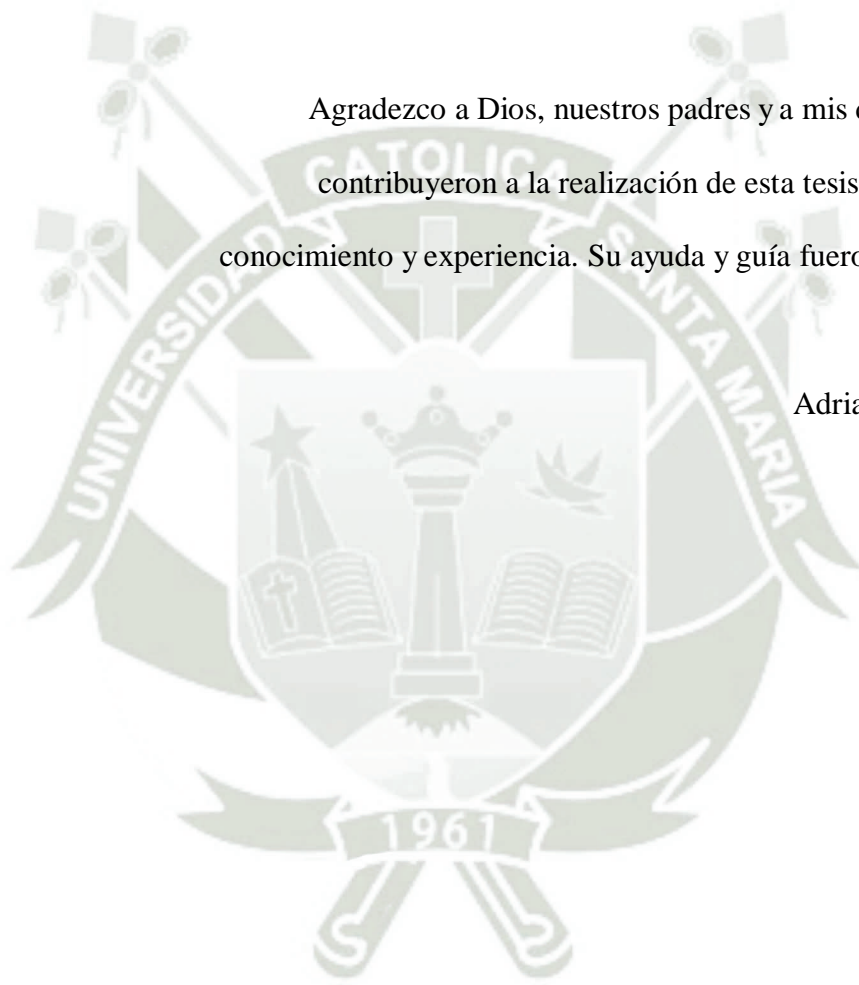 Agradezco a Dios, nuestros padres y a mis
contribuyeron a la realización de esta tesis
conocimiento y experiencia. Su ayuda y guía
UNIVERSIDAD CATOLICA SANTA MARIA
1961